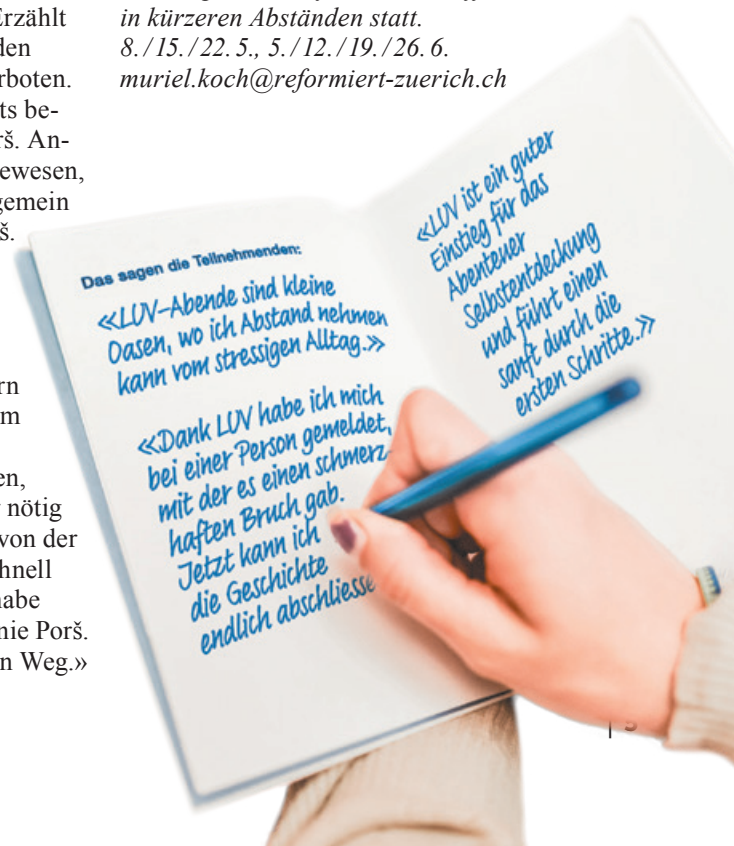 Erzählt
den
rboten.
ts be-
rš. An-
ewesen,
gemein
š.
rn
m
en,
nötig
von der
hnell
habe
nie Porš.
n Weg.»
in kürzeren Abständen statt.
8./15./22. 5., 5./12./19./26. 6.
muriel.koch@reformiert-zuerich.ch
Das sagen die Teilnehmenden:
«LUV-Abende sind kleine
Oasen, wo ich Abstand nehmen
kann vom stressigen Alltag.»
«Dank LUV habe ich mich
bei einer Person gemeldet,
mit der es einen schmerz-
haften Bruch gab.
Jetzt kann ich
die Geschichte
endlich abschliesse
«LUV ist ein guter
Einstieg für das
Abenteuer
Selbstentdeckung
und führt einen
sanft durch die
ersten Schritte.»